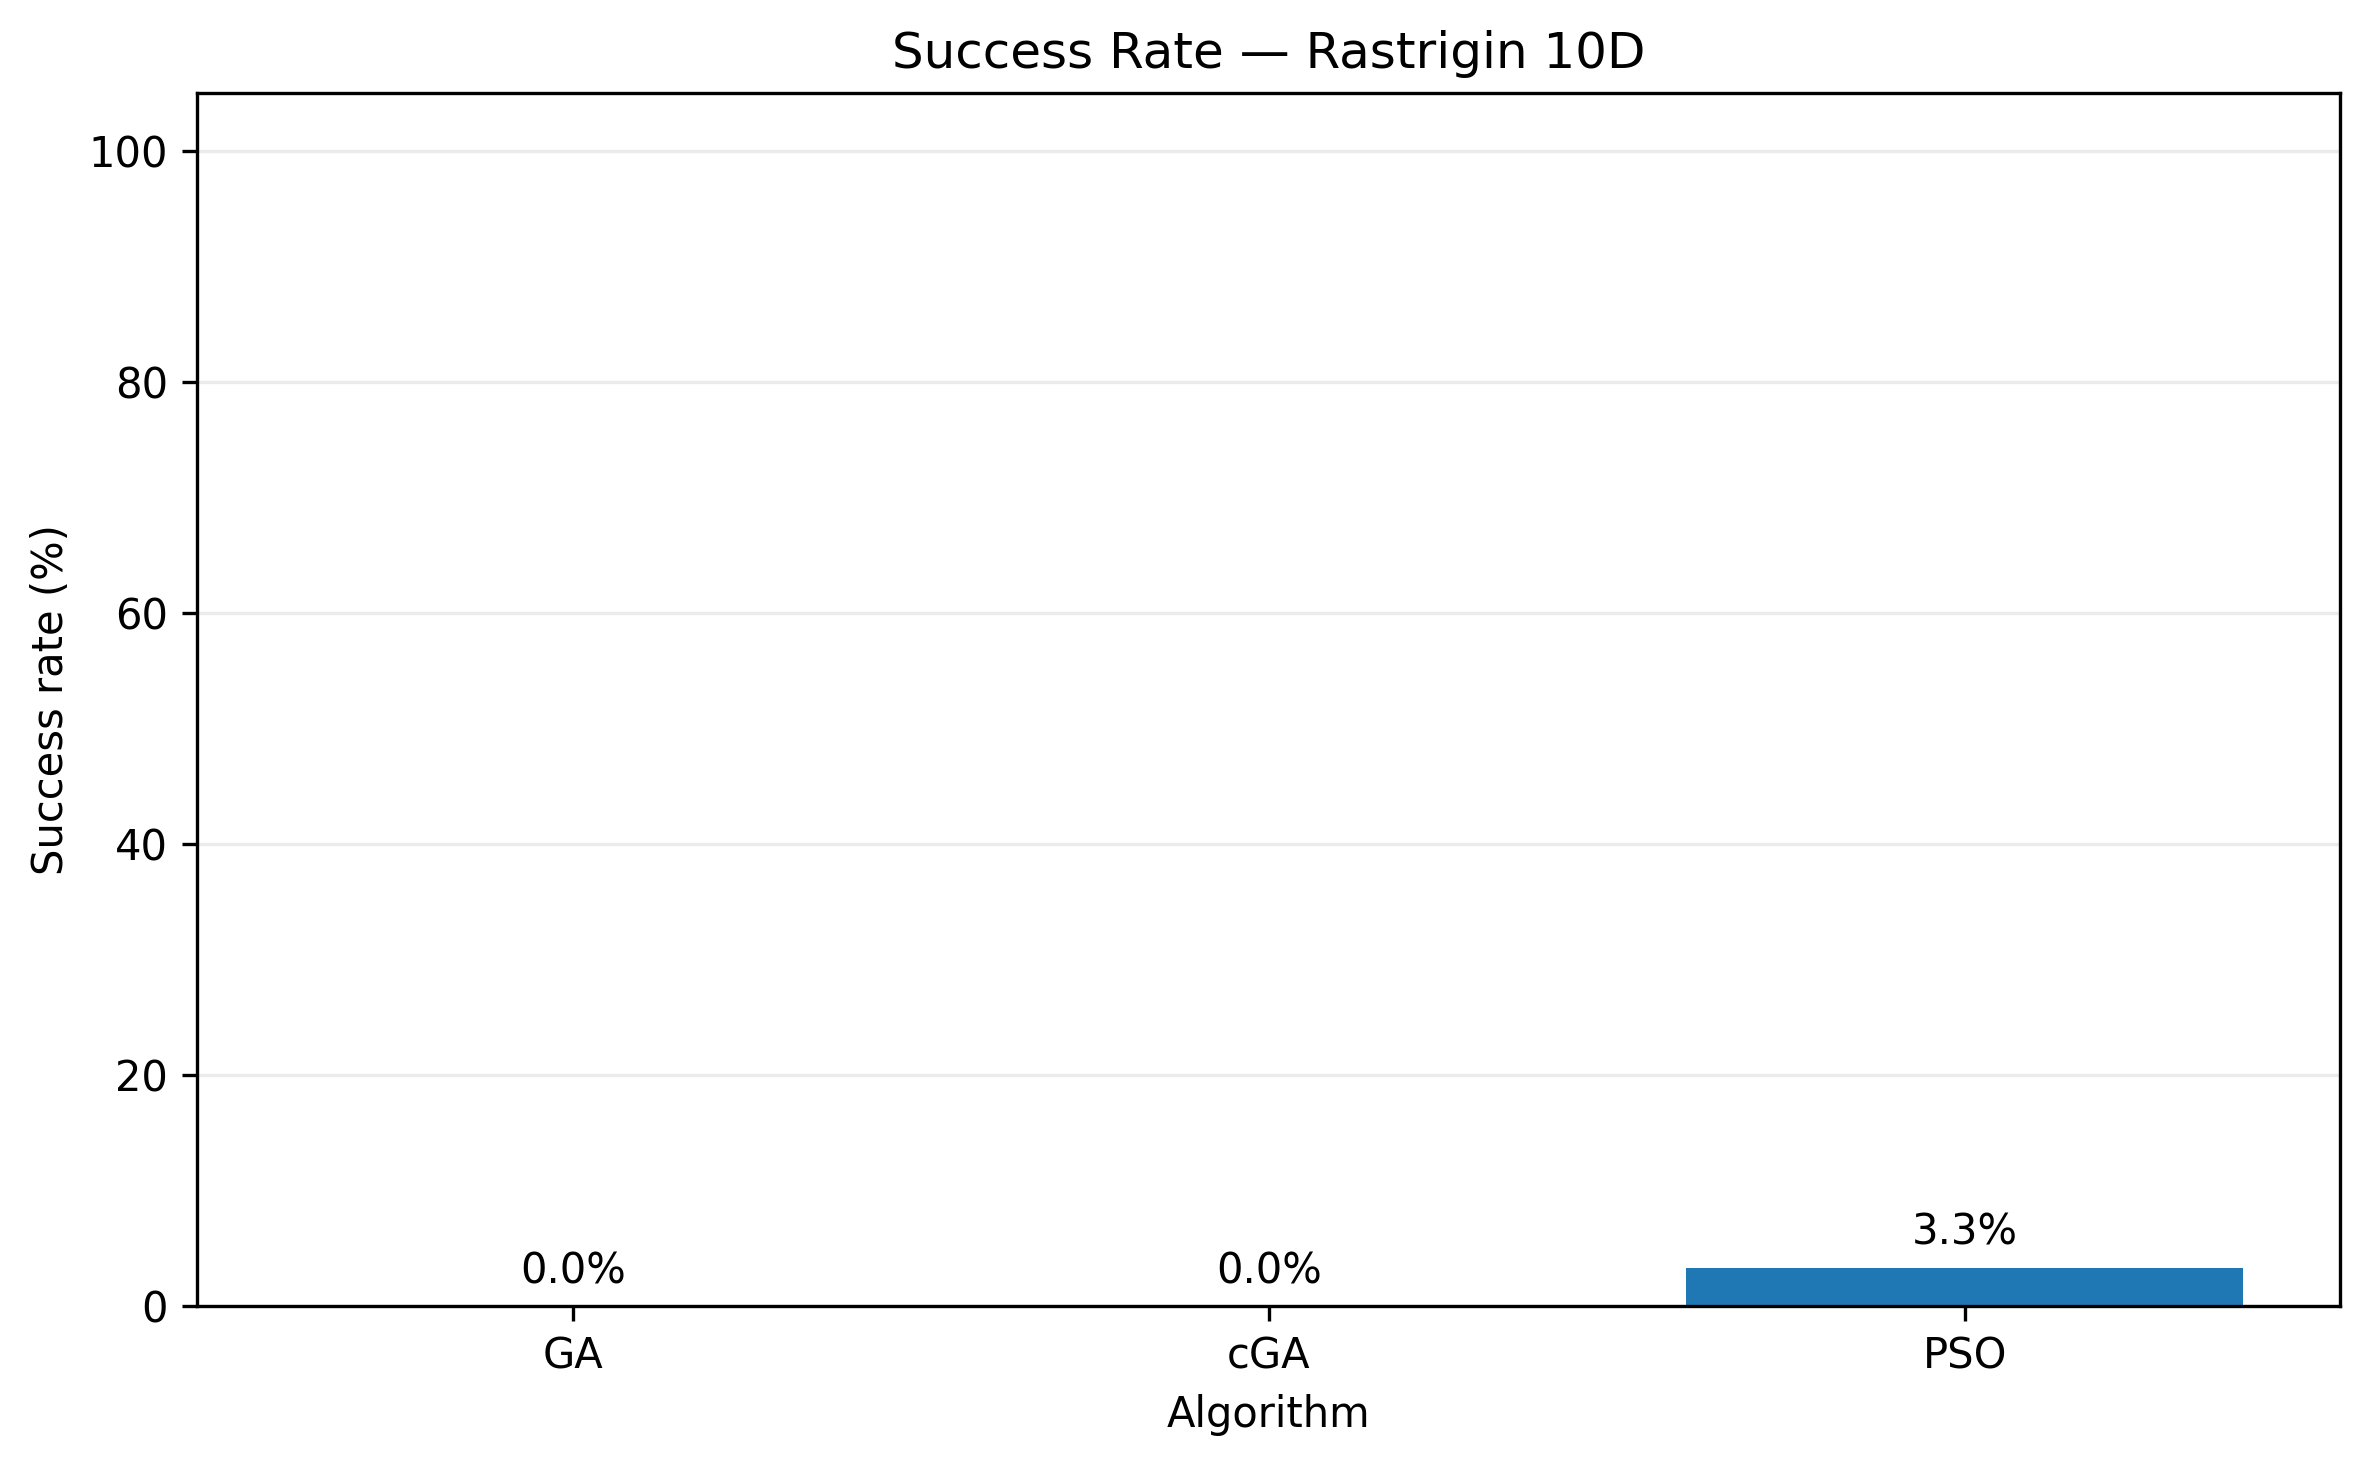 Success Rate — Rastrigin 10D
Success rate (%)
100
80
60
40
20
0
0.0%
0.0%
3.3%
GA
cGA
PSO
Algorithm